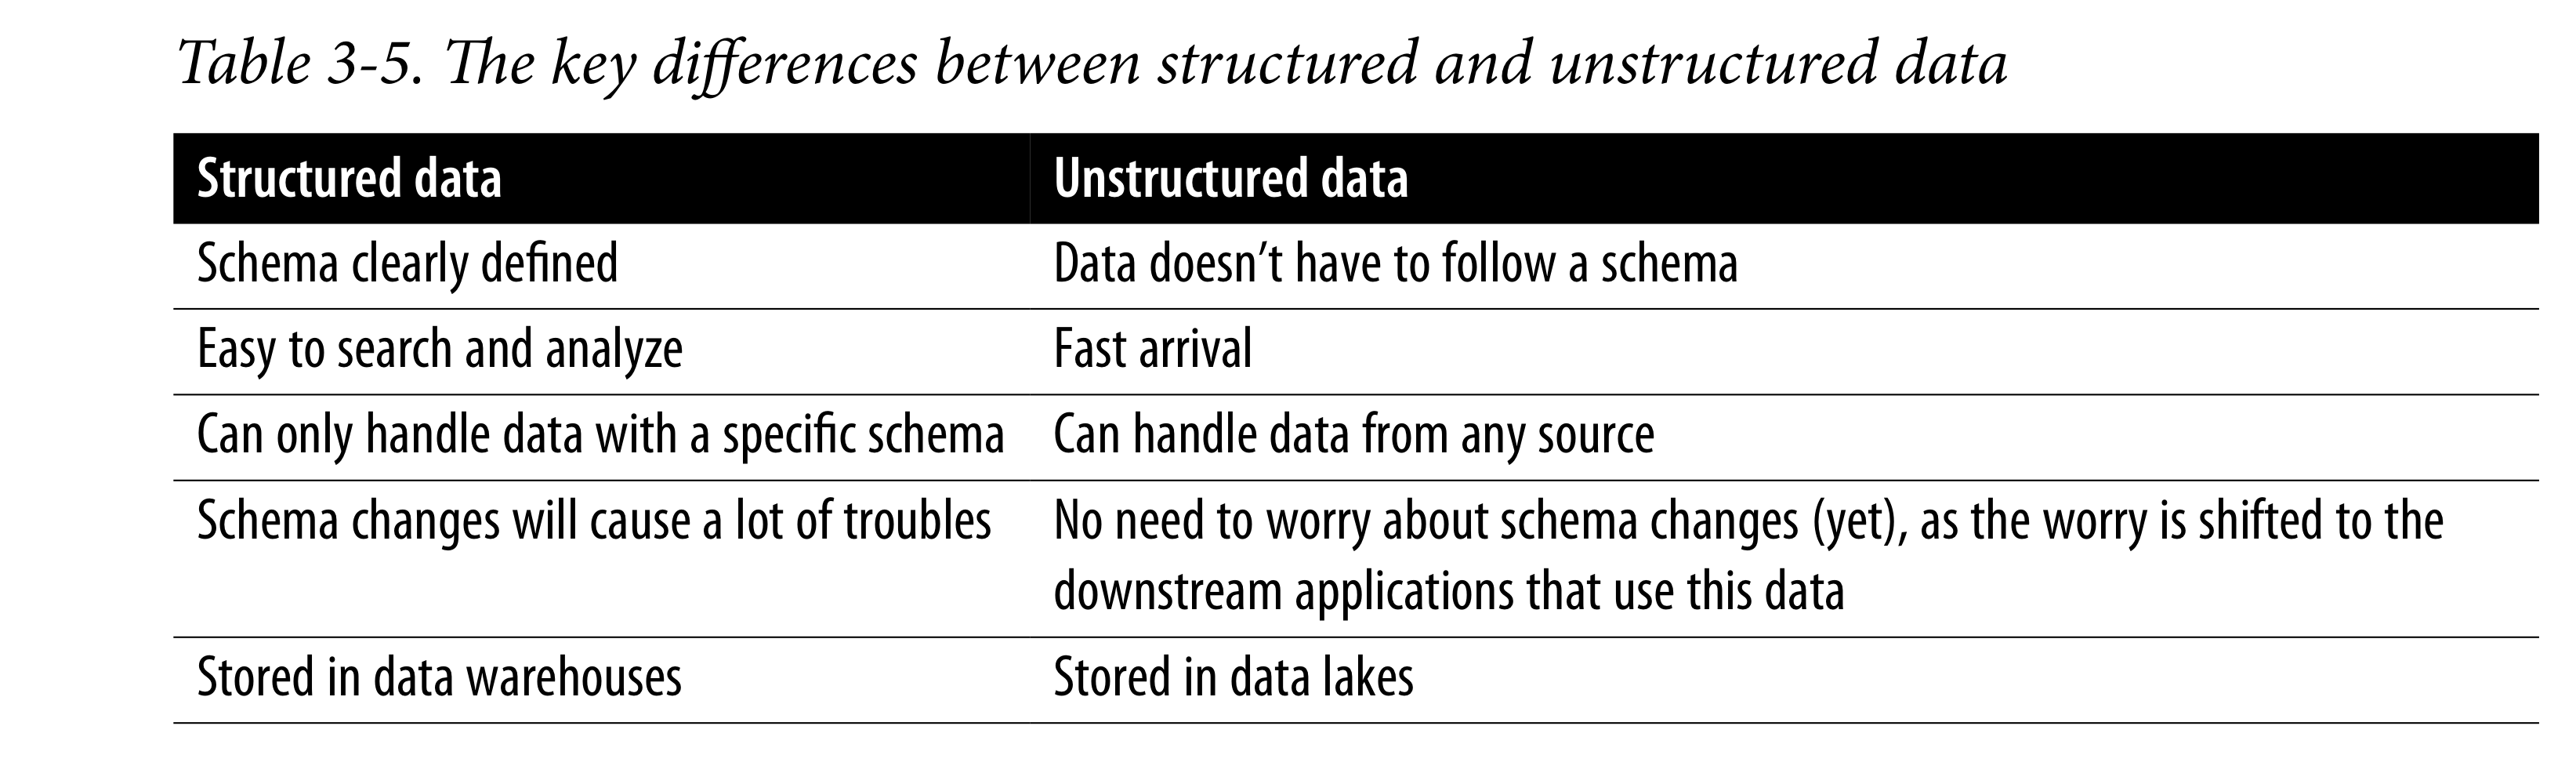 Table 3-5. The key differences between structured and unstructured data
Structured data
Unstructured data
Schema clearly defined
Data doesn’t have to follow a schema
Easy to search and analyze
Fast arrival
Can only handle data with a specific schema
Can handle data from any source
Schema changes will cause a lot of troubles
No need to worry about schema changes (yet), as the worry is shifted to the
downstream applications that use this data
Stored in data warehouses
Stored in data lakes